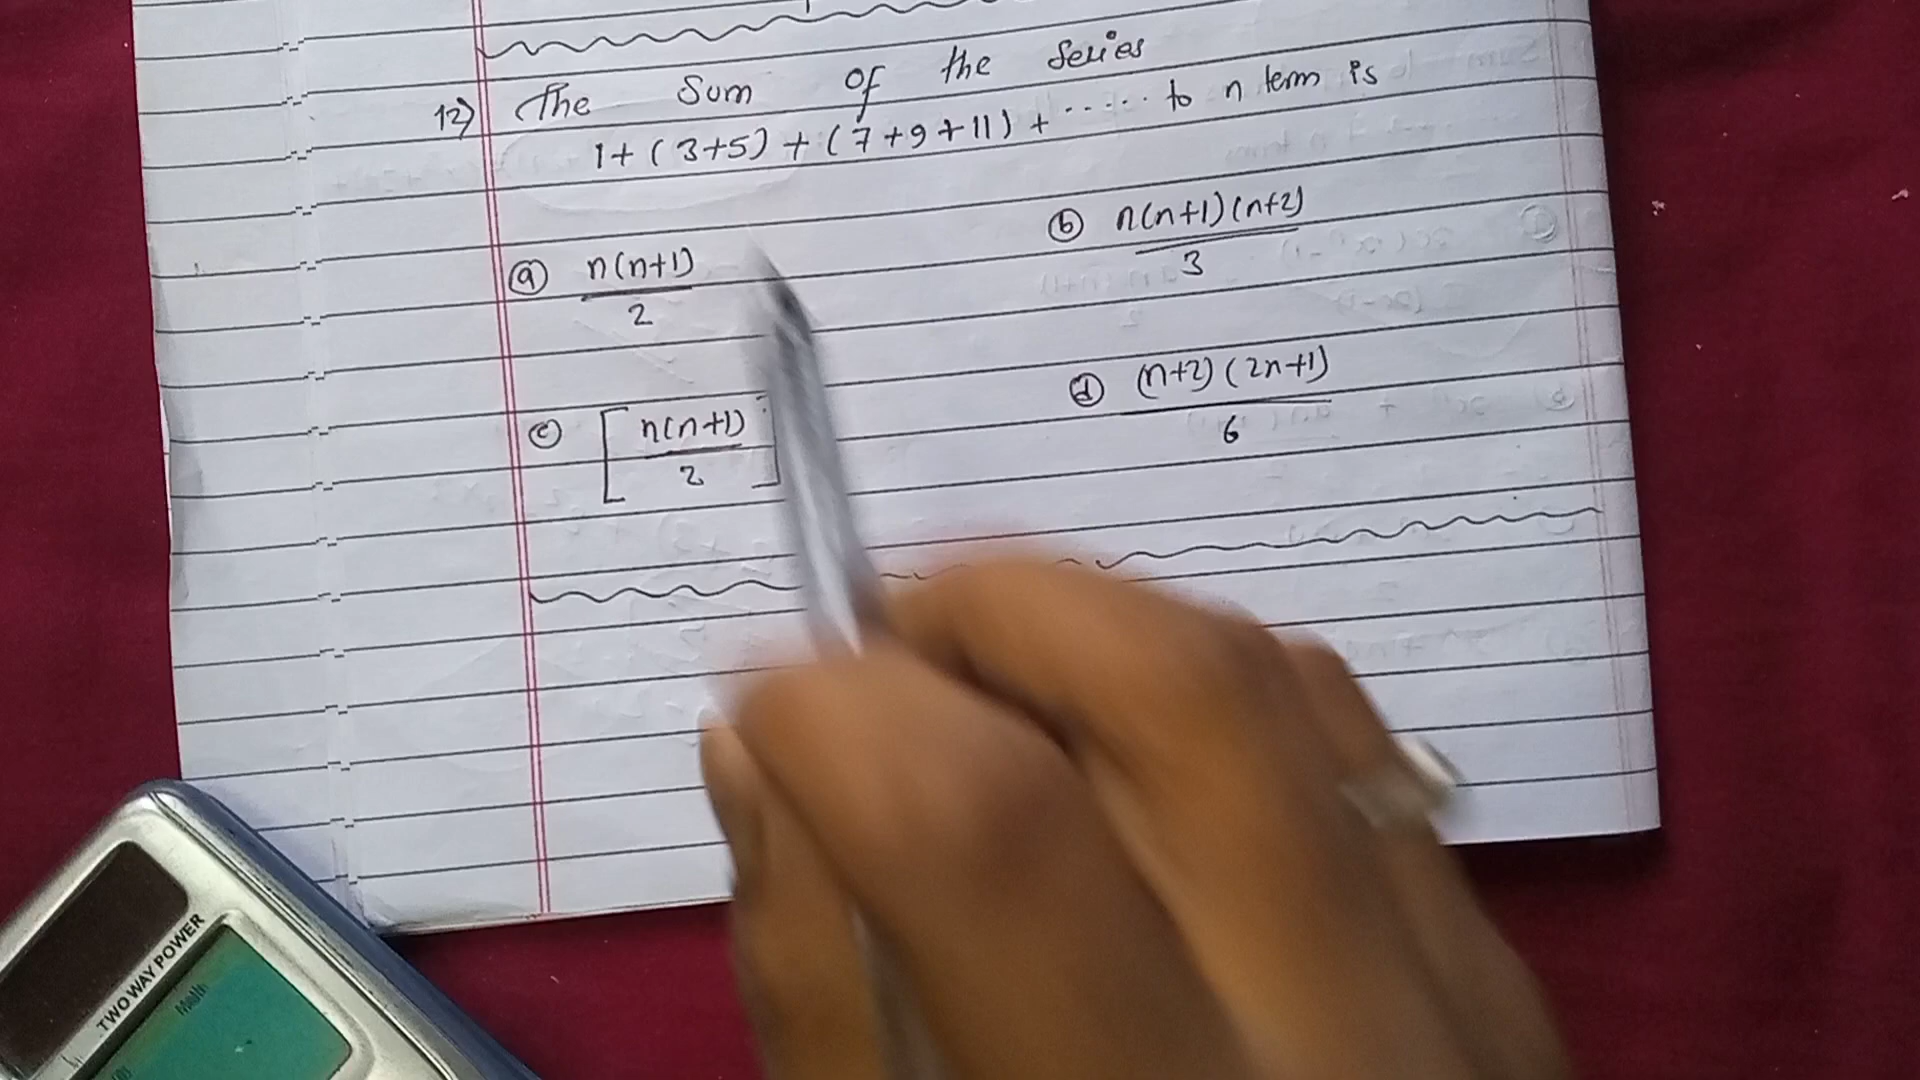 12) The Sum of the Series
1+(3+5)+(7+9+11)+ ..... to n term is
ⓐ n(n+1)/2
ⓑ n(n+1)(n+2)/3
ⓒ [n(n+1)/2]
ⓓ (n+2)(2n+1)/6
TWO WAY POWER
Math